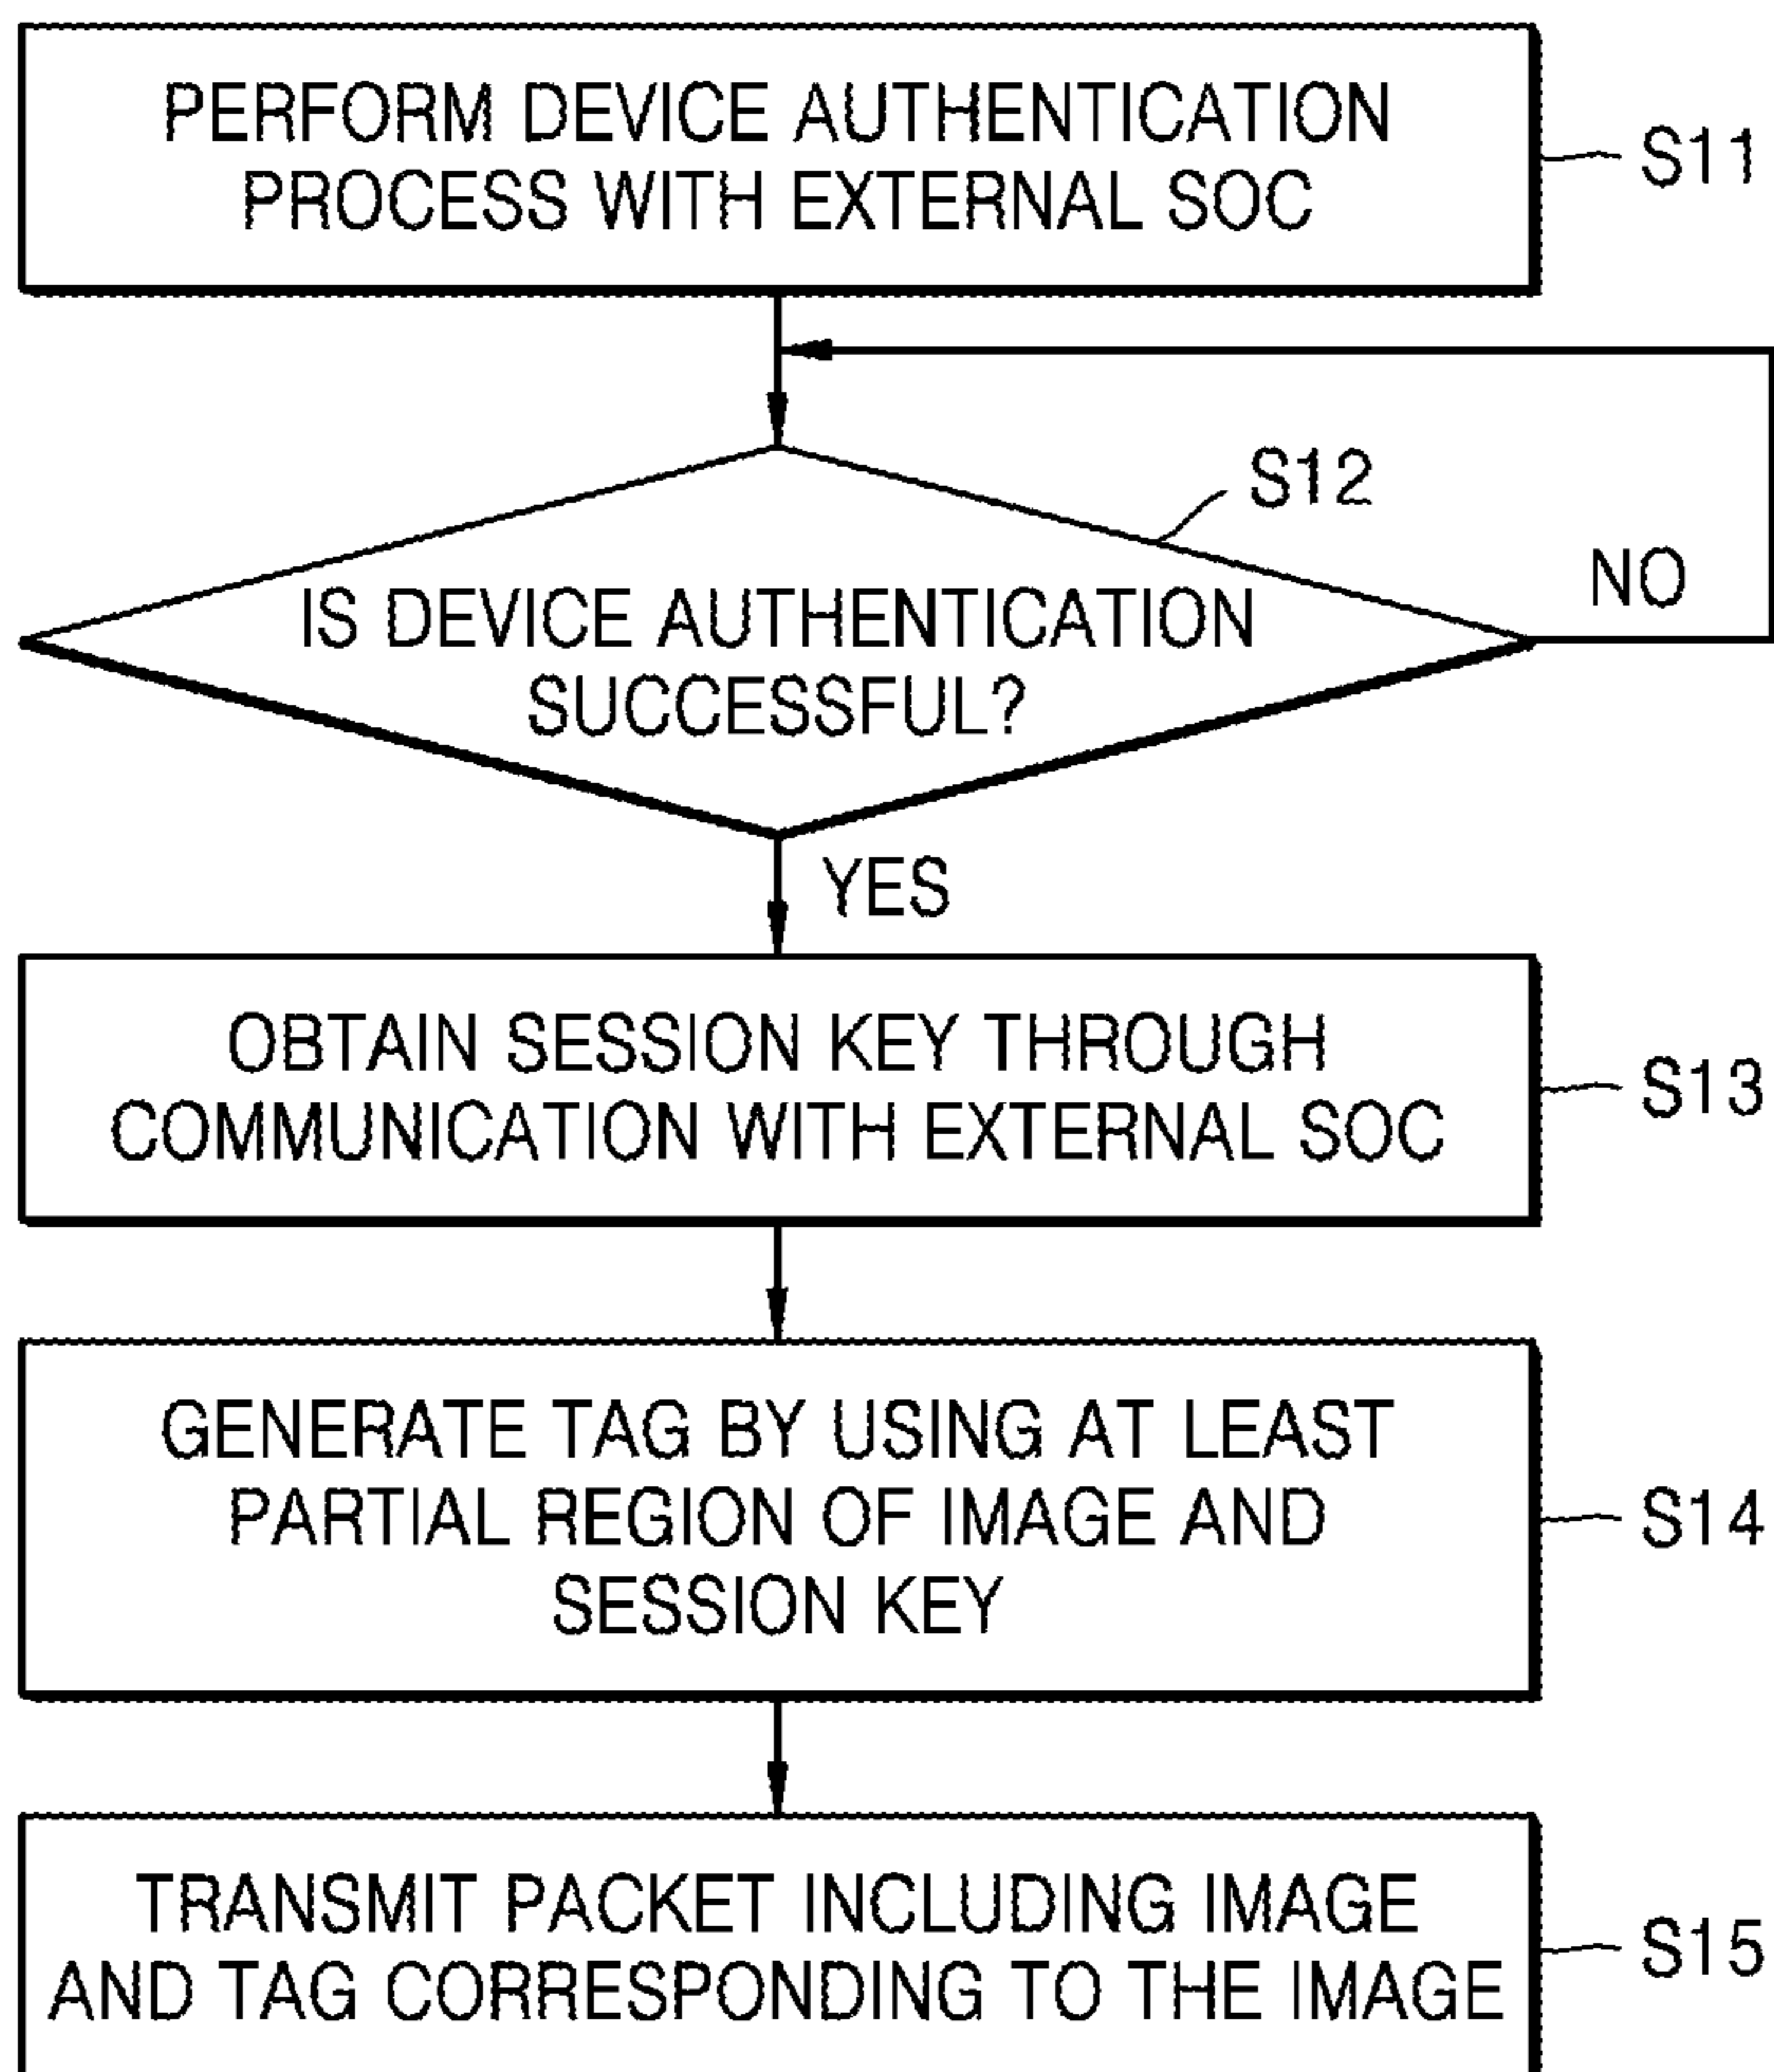 PERFORM DEVICE AUTHENTICATION
PROCESS WITH EXTERNAL SOC
S11
S12
NO
IS DEVICE AUTHENTICATION
SUCCESSFUL?
YES
OBTAIN SESSION KEY THROUGH
COMMUNICATION WITH EXTERNAL SOC
S13
GENERATE TAG BY USING AT LEAST
PARTIAL REGION OF IMAGE AND
SESSION KEY
S14
TRANSMIT PACKET INCLUDING IMAGE
AND TAG CORRESPONDING TO THE IMAGE
S15